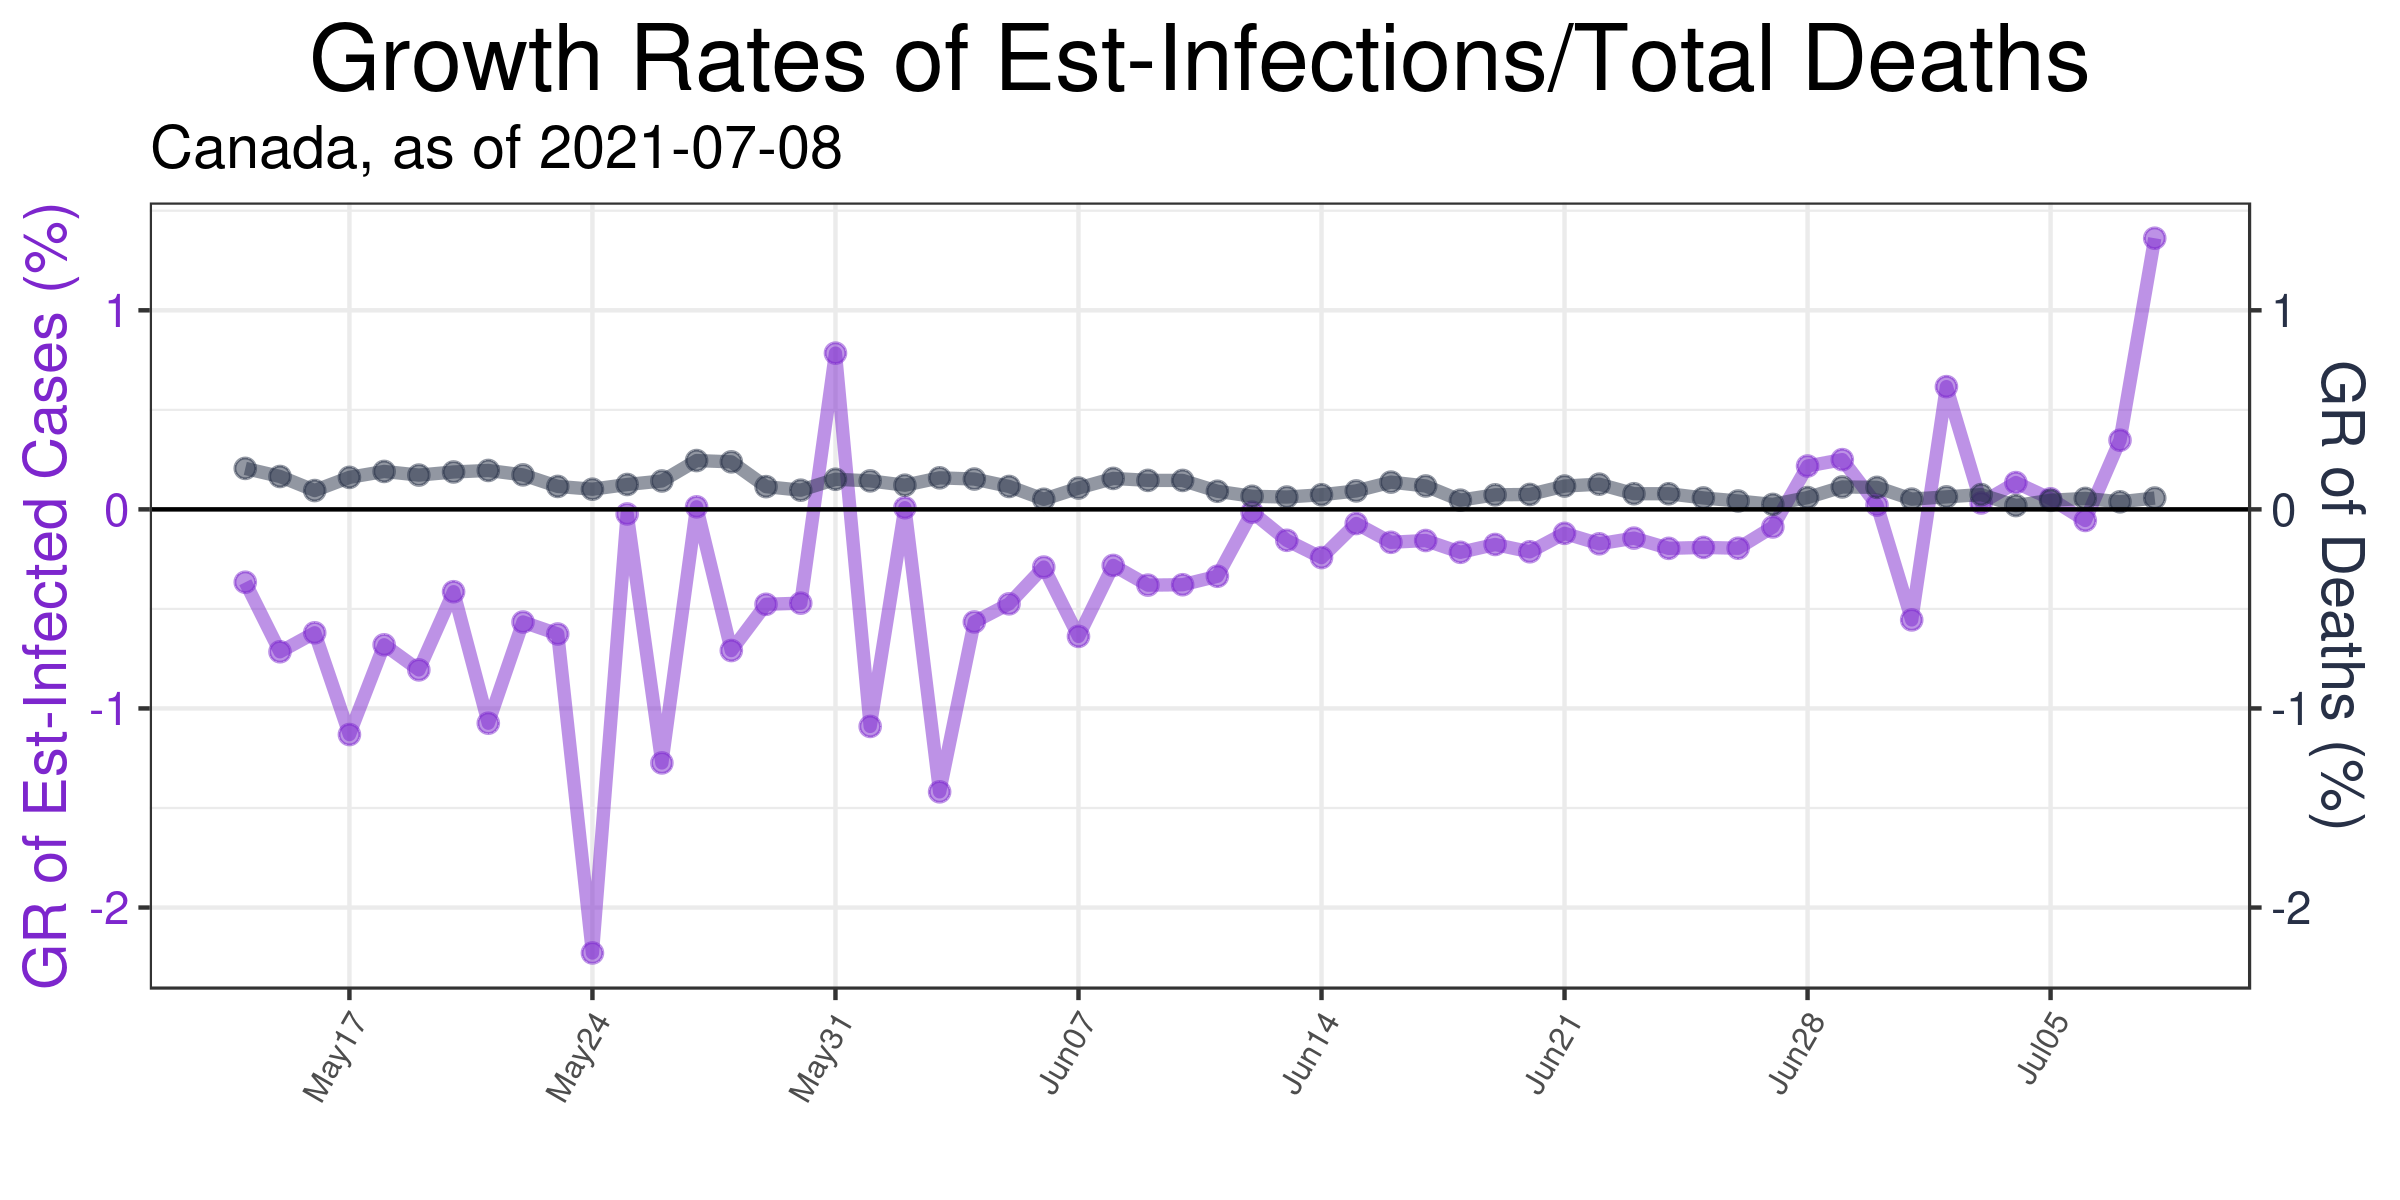 Growth Rates of Est-Infections/Total Deaths
Canada, as of 2021-07-08
GR of Est-Infected Cases (%)
1
0
-1
-2
1
0
-1
-2
GR of Deaths (%)
May17
May24
May31
Jun07
Jun14
Jun21
Jun28
Jul05